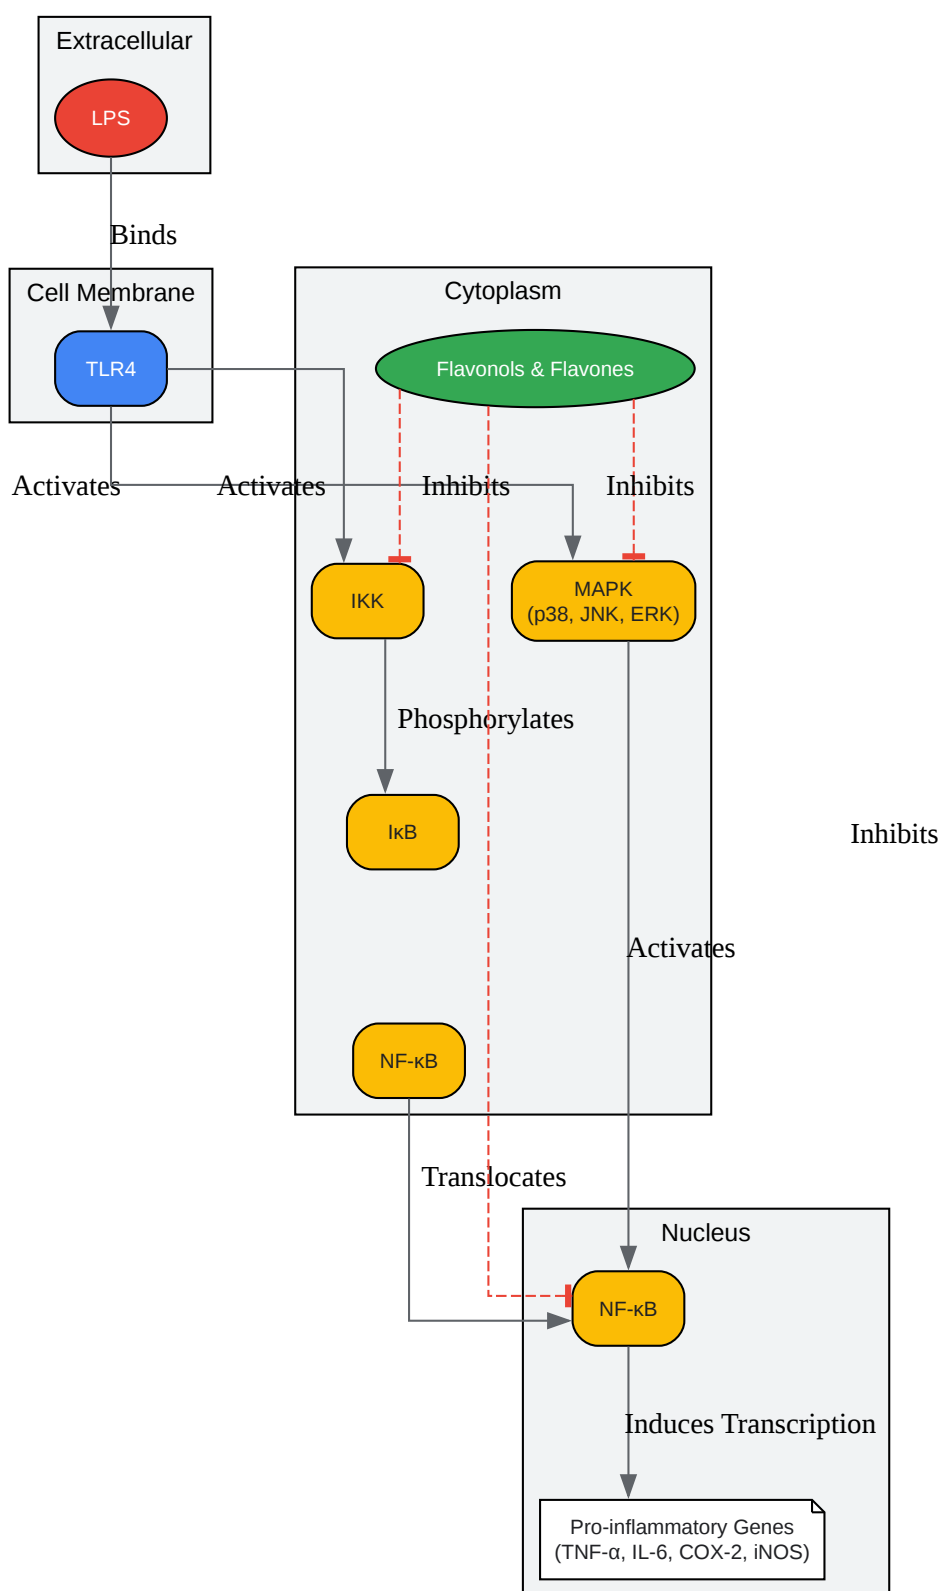 Extracellular
LPS
Binds
Cell Membrane
Cytoplasm
TLR4
Flavonols & Flavones
Activates
Activates
Inhibits
Inhibits
IKK
MAPK
(p38, JNK, ERK)
Phosphorylates
IκB
Inhibits
Activates
NF-κB
Translocates
Nucleus
NF-κB
Induces Transcription
Pro-inflammatory Genes
(TNF-α, IL-6, COX-2, iNOS)